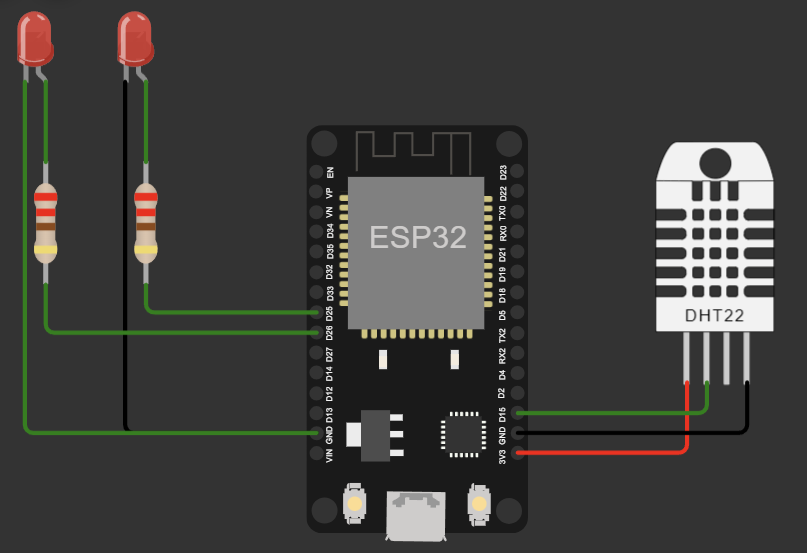 EN
VP
VN
D34
D35
D32
D33
D25
D26
D27
D14
D12
D13
GND
VIN
ESP32
D23
D22
TX0
RX0
D21
D19
D18
D5
TX2
RX2
D4
D2
D15
GND
3V3
DHT22